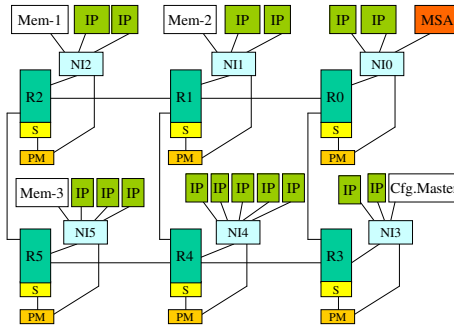 Mem-1 IP IP Mem-2 IP IP IP IP MSA
NI2 NI1 NI0
R2 R1 R0
S S S
PM PM PM
Mem-3 IP IP IP IP IP IP IP IP IP IP Cfg.Master
NI5 NI4 NI3
R5 R4 R3
S S S
PM PM PM